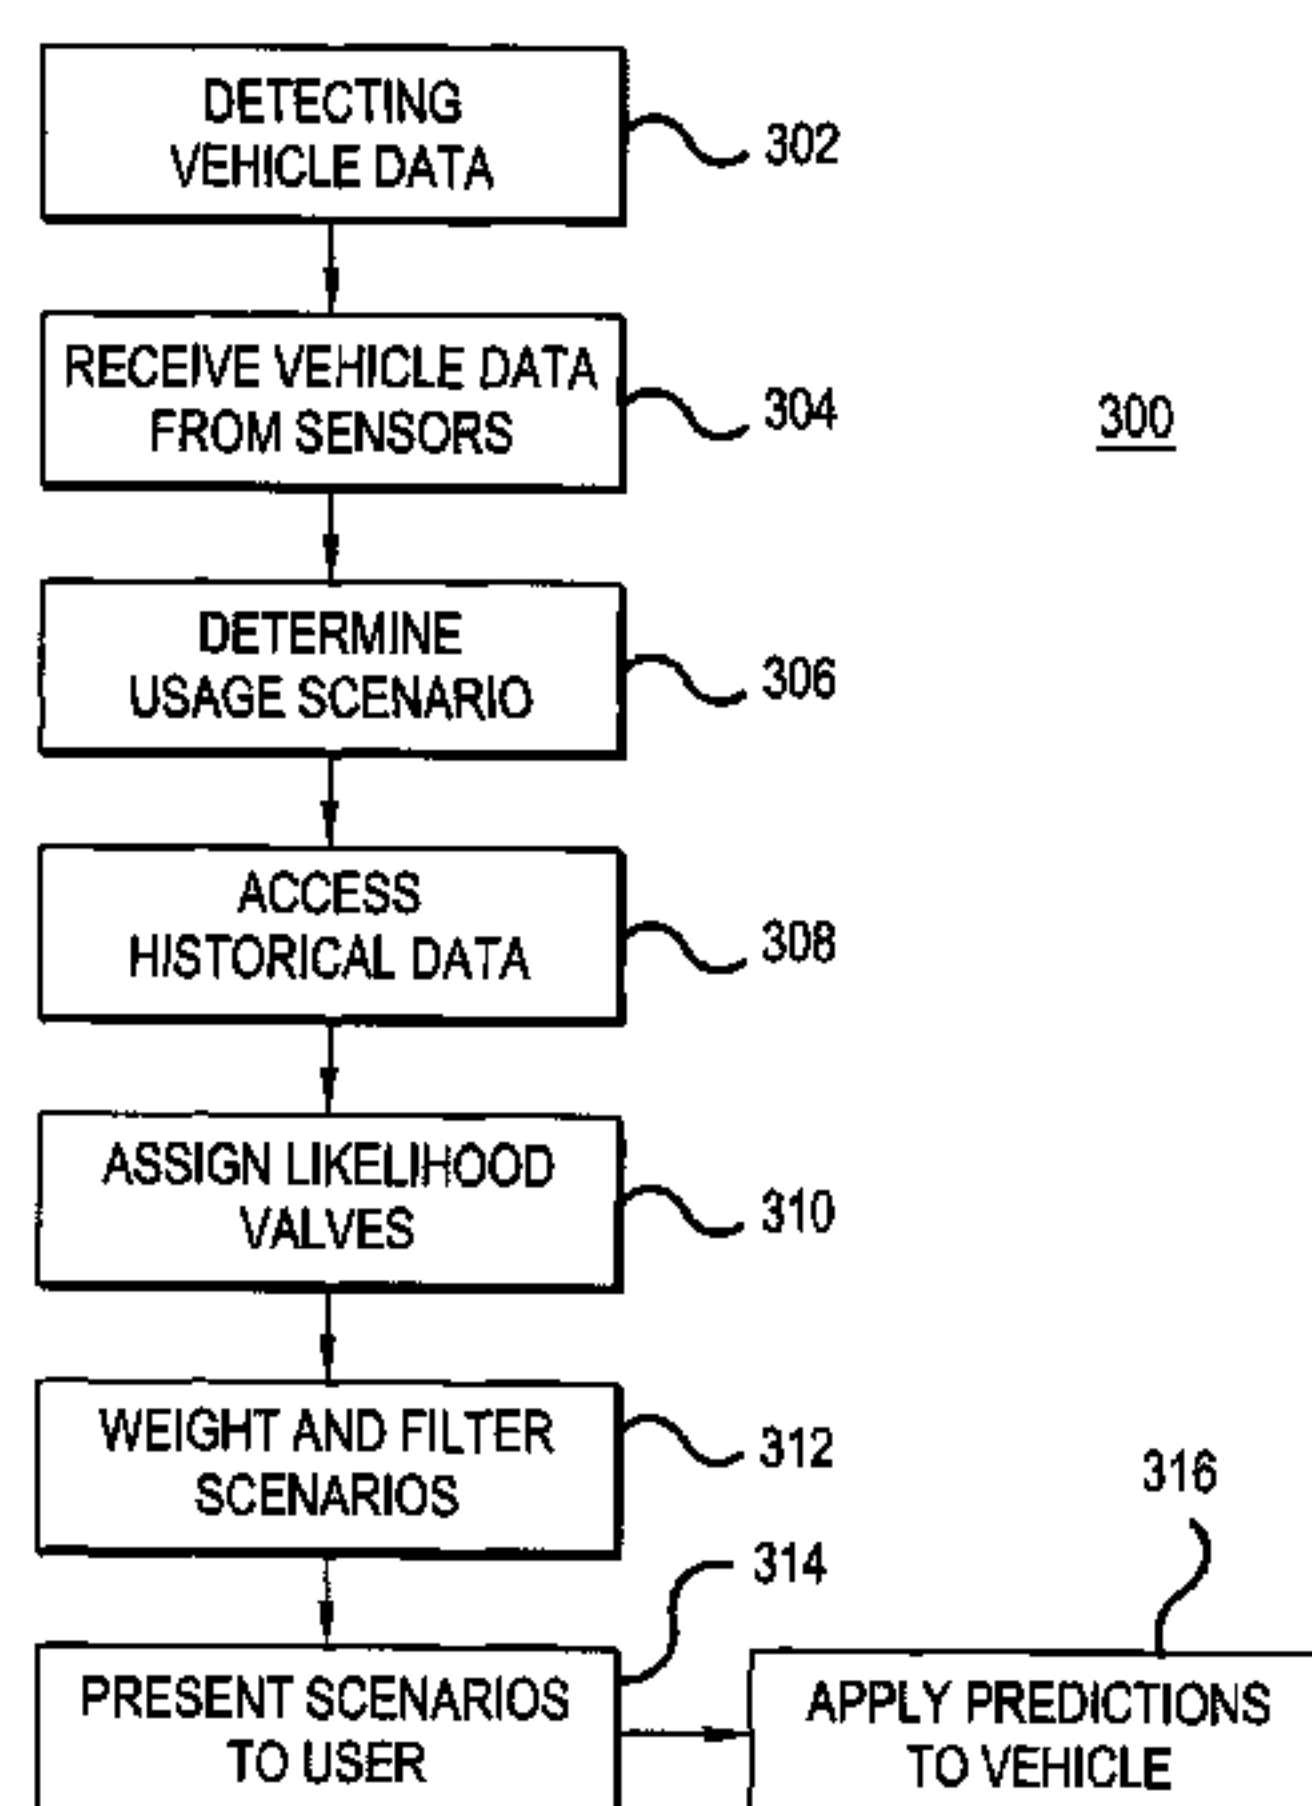 DETECTING
VEHICLE DATA
302
RECEIVE VEHICLE DATA
FROM SENSORS
304
300
DETERMINE
USAGE SCENARIO
306
ACCESS
HISTORICAL DATA
308
ASSIGN LIKELIHOOD
VALVES
310
WEIGHT AND FILTER
SCENARIOS
312
314
316
PRESENT SCENARIOS
TO USER
APPLY PREDICTIONS
TO VEHICLE